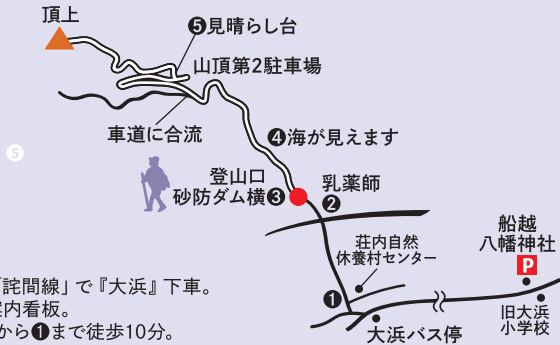 頂上
❺見晴らし台
山頂第2駐車場
車道に合流
❹海が見えます
登山口
砂防ダム横❸
乳薬師
❷
荘内自然
休養村センター
船越
八幡神社
P
❶
旧大浜
小学校
大浜バス停
5
「詫間線」で『大浜』下車。
案内看板。
から❶まで徒歩10分。